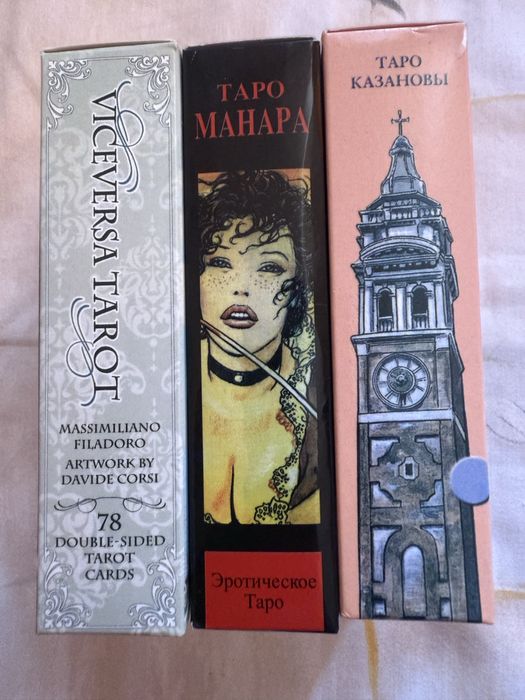 VICEVERSA TAROT
MASSIMILIANO
FILADORO
ARTWORK BY
DAVIDE CORSI
78
DOUBLE-SIDED
TAROT
CARDS
ТАРО
МАНАРА
Эротическое
Таро
ТАРО
КАЗАНОВЫ